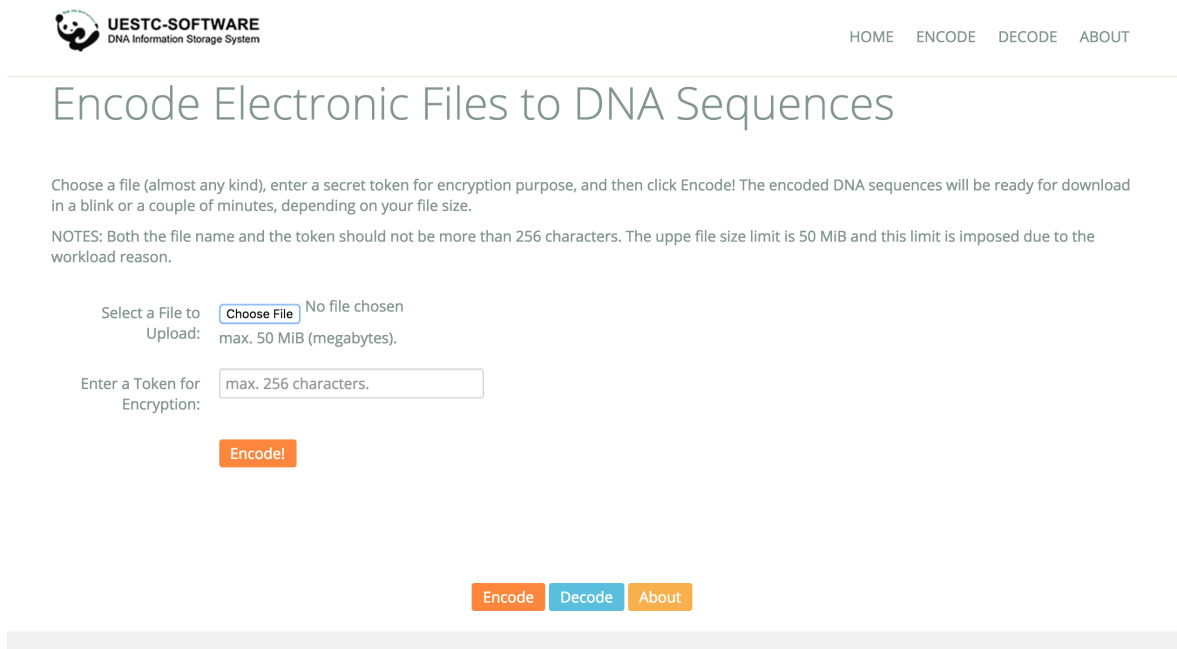 UESTC-SOFTWARE
DNA Information Storage System
HOME ENCODE DECODE ABOUT
Encode Electronic Files to DNA Sequences
Choose a file (almost any kind), enter a secret token for encryption purpose, and then click Encode! The encoded DNA sequences will be ready for download
in a blink or a couple of minutes, depending on your file size.
NOTES: Both the file name and the token should not be more than 256 characters. The uppe file size limit is 50 MiB and this limit is imposed due to the
workload reason.
Select a File to
Upload:
Choose File No file chosen
max. 50 MiB (megabytes).
Enter a Token for
Encryption:
max. 256 characters.
Encode!
Encode Decode About